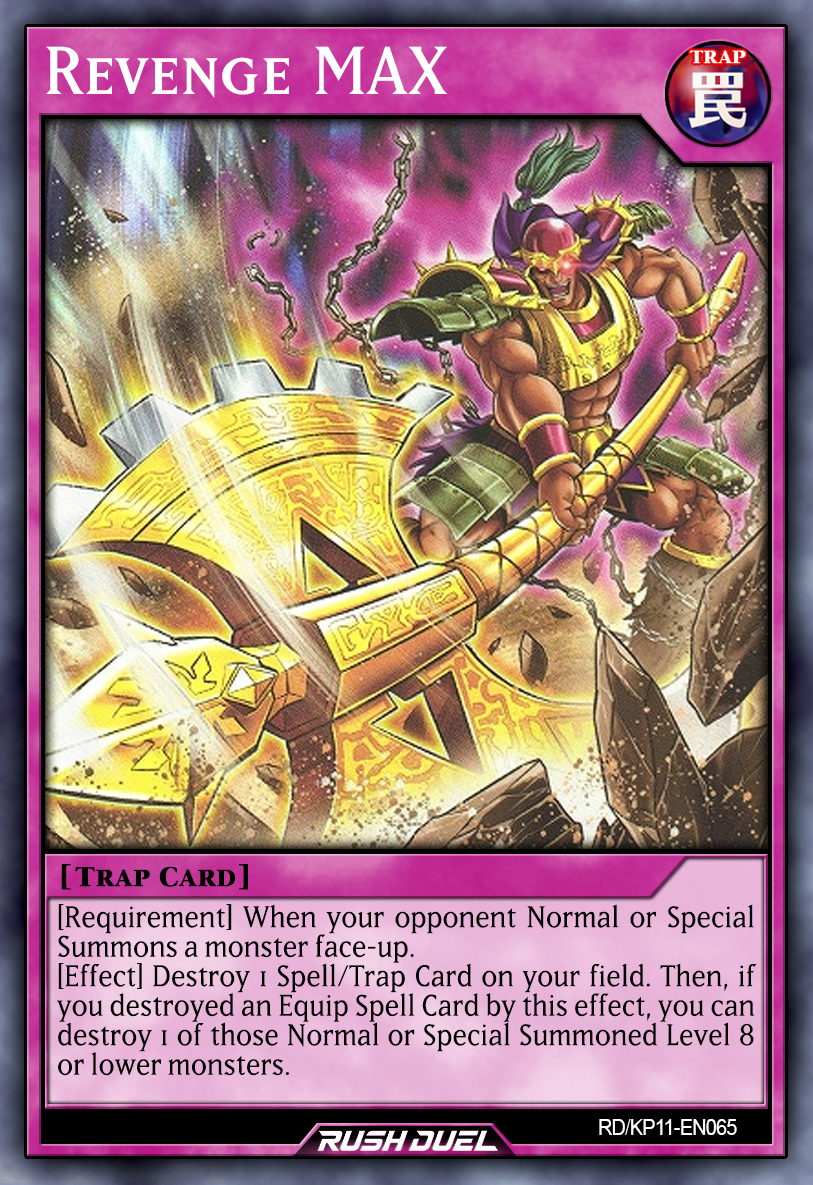 Revenge MAX
TRAP
罠
[Trap Card]
[Requirement] When your opponent Normal or Special
Summons a monster face-up.
[Effect] Destroy 1 Spell/Trap Card on your field. Then, if
you destroyed an Equip Spell Card by this effect, you can
destroy 1 of those Normal or Special Summoned Level 8
or lower monsters.
RD/KP11-EN065
RUSH DUEL